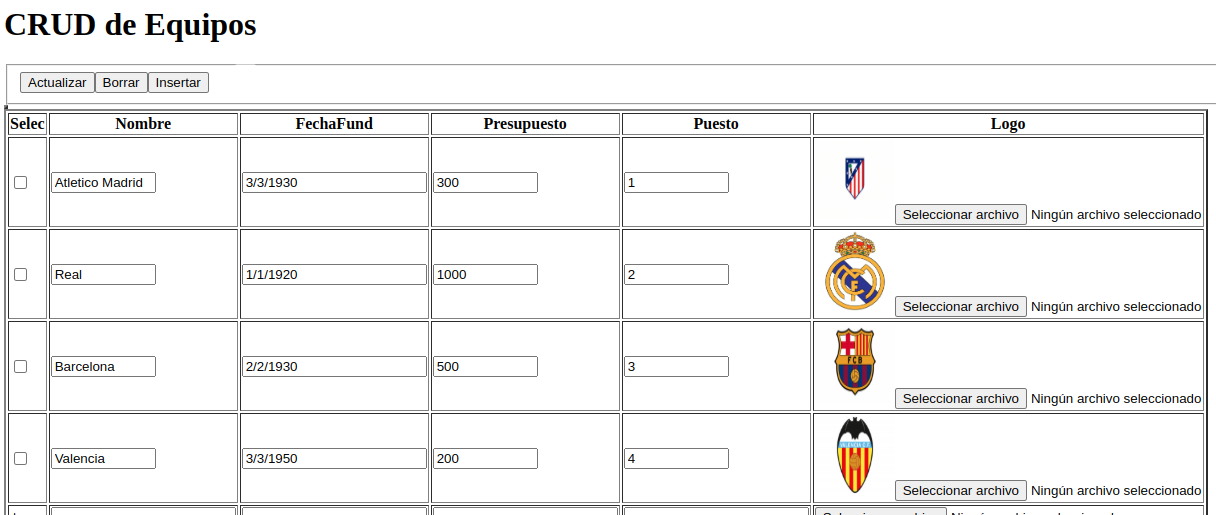 CRUD de Equipos
Actualizar Borrar Insertar
Selec Nombre FechaFund Presupuesto Puesto Logo
Atletico Madrid 3/3/1930 300 1 Seleccionar archivo Ningún archivo seleccionado
Real 1/1/1920 1000 2 Seleccionar archivo Ningún archivo seleccionado
Barcelona 2/2/1930 500 3 FCB Seleccionar archivo Ningún archivo seleccionado
Valencia 3/3/1950 200 4 Seleccionar archivo Ningún archivo seleccionado